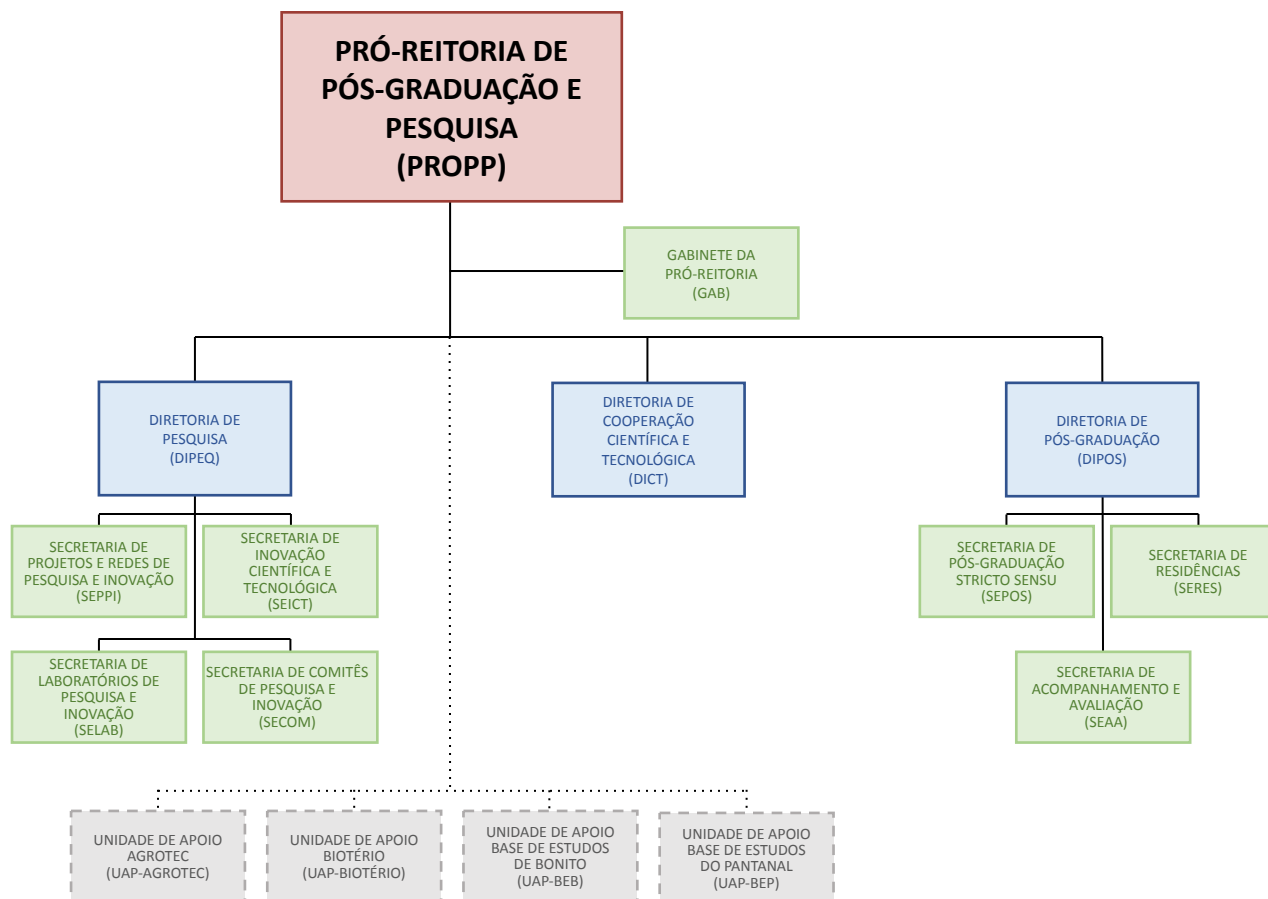 PRÓ-REITORIA DE
PÓS-GRADUAÇÃO E
PESQUISA
(PROPP)
GABINETE DA
PRÓ-REITORIA
(GAB)
DIRETORIA DE
PESQUISA
(DIPEQ)
DIRETORIA DE
COOPERAÇÃO
CIENTÍFICA E
TECNOLÓGICA
(DICT)
DIRETORIA DE
PÓS-GRADUAÇÃO
(DIPOS)
SECRETARIA DE
PROJETOS E REDES DE
PESQUISA E INOVAÇÃO
(SEPPI)
SECRETARIA DE
INOVAÇÃO
CIENTÍFICA E
TECNOLÓGICA
(SEICT)
SECRETARIA DE
PÓS-GRADUAÇÃO
STRICTO SENSU
(SEPOS)
SECRETARIA DE
RESIDÊNCIAS
(SERES)
SECRETARIA DE
LABORATÓRIOS DE
PESQUISA E
INOVAÇÃO
(SELAB)
SECRETARIA DE COMITÊS
DE PESQUISA E
INOVAÇÃO
(SECOM)
SECRETARIA DE
ACOMPANHAMENTO E
AVALIAÇÃO
(SEAA)
UNIDADE DE APOIO
AGROTEC
(UAP-AGROTEC)
UNIDADE DE APOIO
BIOTÉRIO
(UAP-BIOTÉRIO)
UNIDADE DE APOIO
BASE DE ESTUDOS
DE BONITO
(UAP-BEB)
UNIDADE DE APOIO
BASE DE ESTUDOS
DO PANTANAL
(UAP-BEP)